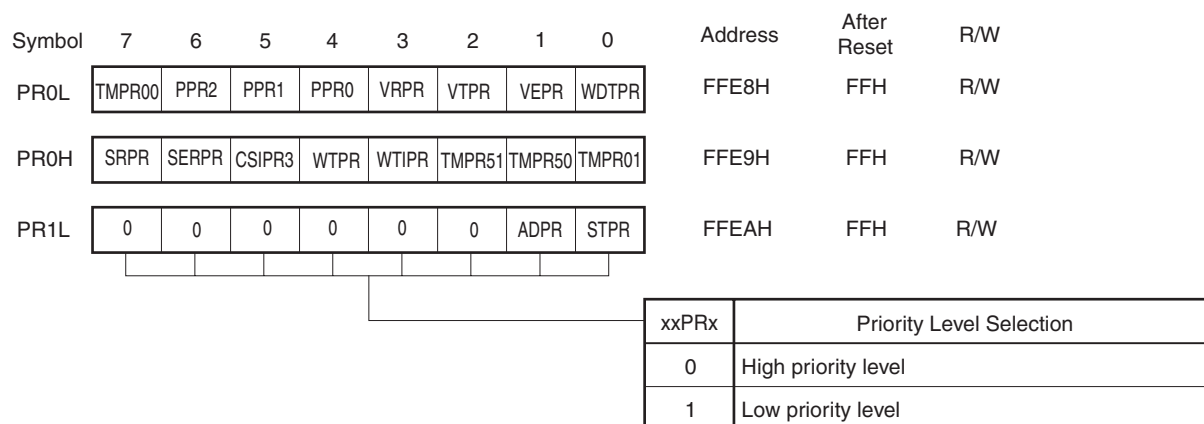 Symbol 7 6 5 4 3 2 1 0 Address After Reset R/W
PR0L TMPR00 PPR2 PPR1 PPR0 VRPR VTPR VEPR WDTPR FFE8H FFH R/W
PR0H SRPR SERPR CSIPR3 WTPR WTIPR TMPR51 TMPR50 TMPR01 FFE9H FFH R/W
PR1L 0 0 0 0 0 0 ADPR STPR FFEAH FFH R/W
xxPRx Priority Level Selection
0 High priority level
1 Low priority level